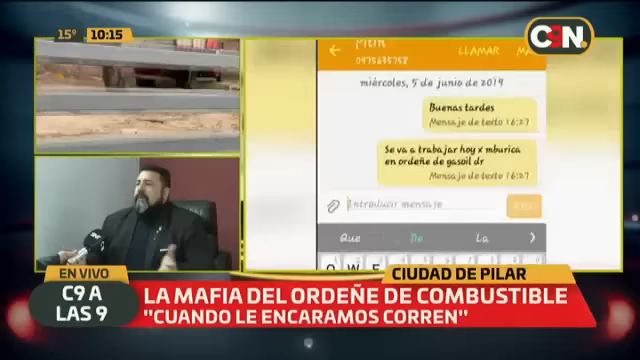 15° 10:15
C9N.
LLAMAR
miércoles, 5 de junio de 2019
Buenas tardes
Mensaje de texto 16:27
Se va a trabajar hoy x mburica
en ordeñe de gasoil dr
Mensaje de texto 16:27
Introducir mensaje
Que De La
Q W E
EN VIVO
CIUDAD DE PILAR
C9 A
LAS 9
LA MAFIA DEL ORDEÑE DE COMBUSTIBLE
"CUANDO LE ENCARAMOS CORREN"